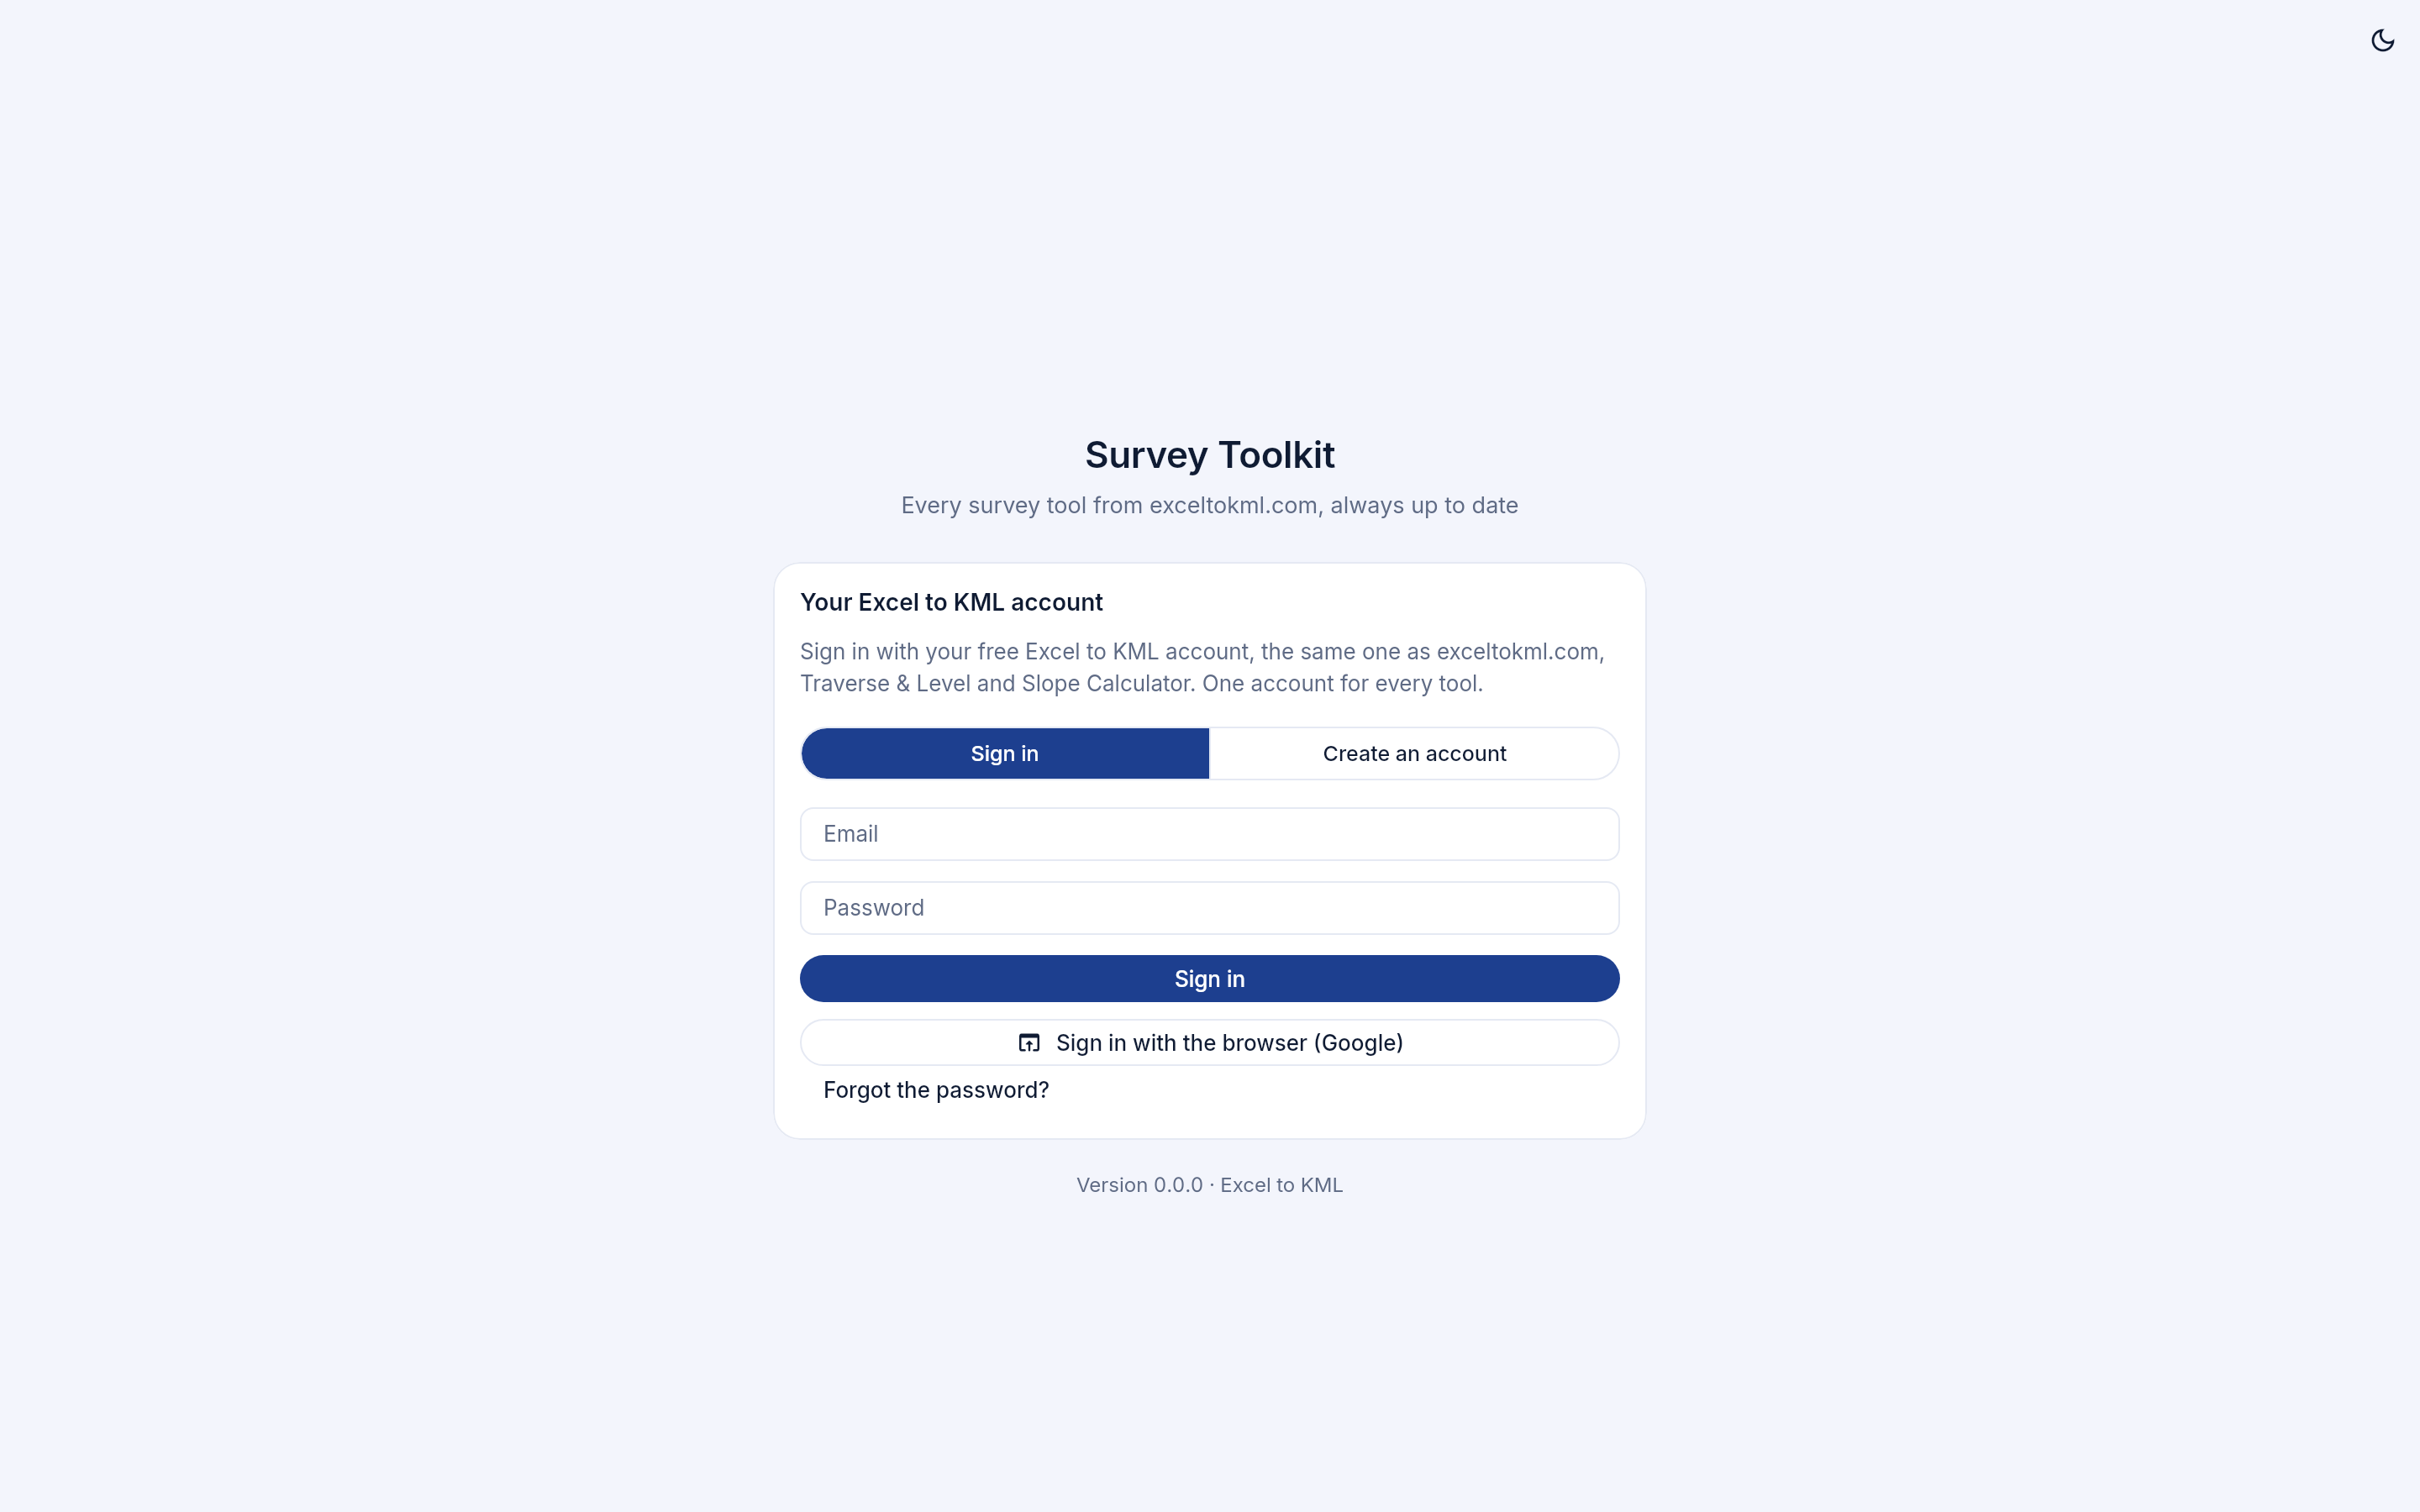 Survey Toolkit
Every survey tool from exceltokml.com, always up to date
Your Excel to KML account
Sign in with your free Excel to KML account, the same one as exceltokml.com,
Traverse & Level and Slope Calculator. One account for every tool.
Sign in
Create an account
Email
Password
Sign in
Sign in with the browser (Google)
Forgot the password?
Version 0.0.0 · Excel to KML